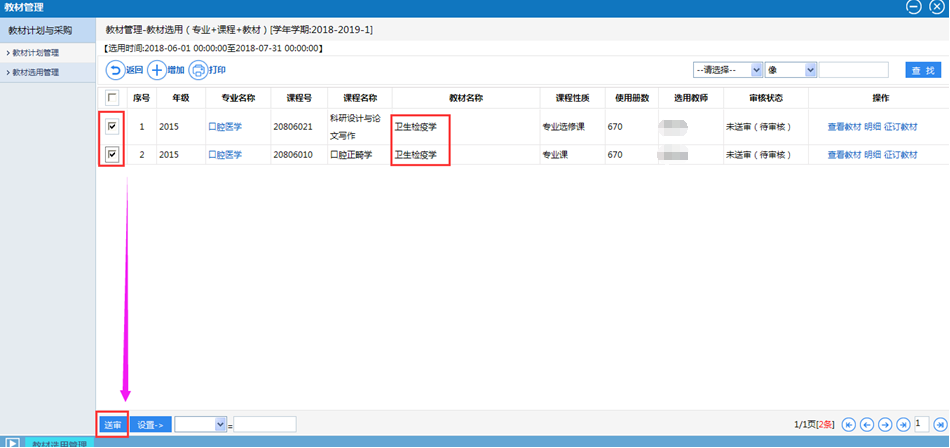 教材管理
教材计划与采购
教材计划管理
教材选用管理
教材管理-教材选用（专业+课程+教材）[学年学期:2018-2019-1]
【选用时间:2018-06-01 00:00:00至2018-07-31 00:00:00】
返回 增加 打印 --请选择-- 像 查 找
序号 年级 专业名称 课程号 课程名称 教材名称 课程性质 使用册数 选用教师 审核状态 操作
1 2015 口腔医学 20806021 科研设计与论文写作 卫生检疫学 专业选修课 670 未送审（待审核） 查看教材 明细 征订教材
2 2015 口腔医学 20806010 口腔正畸学 卫生检疫学 专业课 670 未送审（待审核） 查看教材 明细 征订教材
送审 设置-> = 1/1页[2条] 1
教材选用管理